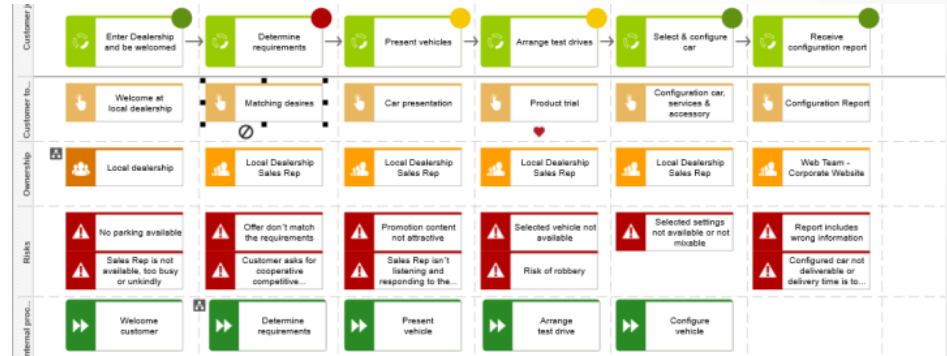 Customer jo
Enter Dealership
and be welcomed
Determine
requirements
Present vehicles
Arrange test drives
Select & configure
car
Receive
configuration report
Customer to...
Welcome at
local dealership
Matching desires
Car presentation
Product trial
Configuration car,
services &
accessory
Configuration Report
Ownership
Local dealership
Local Dealership
Sales Rep
Local Dealership
Sales Rep
Local Dealership
Sales Rep
Local Dealership
Sales Rep
Web Team -
Corporate Website
Risks
No parking available
Offer don't match
the requirements
Promotion content
not attractive
Selected vehicle not
available
Selected settings
not available or not
mixable
Report includes
wrong information
Sales Rep is not
available, too busy
or unkindly
Customer asks for
cooperative
competitive...
Sales Rep isn't
listening and
responding to the...
Risk of robbery
Configured car not
deliverable or
delivery time is to...
nternal proc...
Welcome
customer
Determine
requirements
Present
vehicle
Arrange
test drive
Configure
vehicle